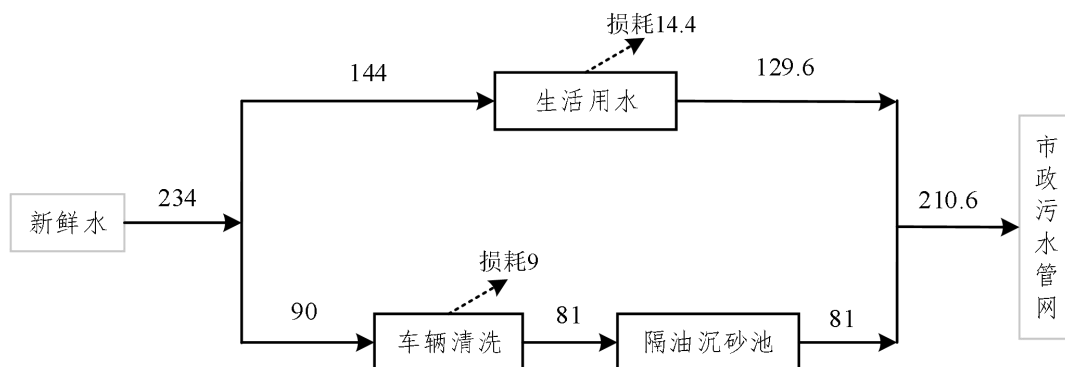 损耗14.4
144
129.6
生活用水
新鲜水
234
210.6
市政污水管网
损耗9
90
81
81
车辆清洗
隔油沉砂池